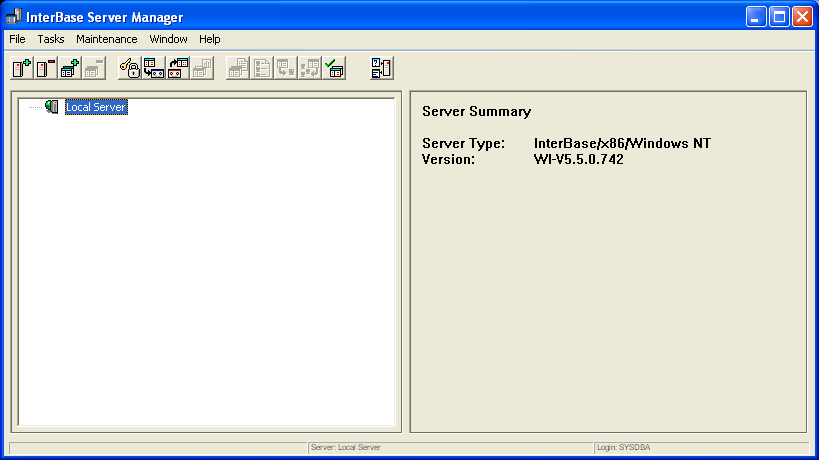 InterBase Server Manager
File Tasks Maintenance Window Help
Local Server
Server Summary
Server Type: InterBase/x86/Windows NT
Version: WI-V5.5.0.742
Server: Local Server Login: SYSDBA